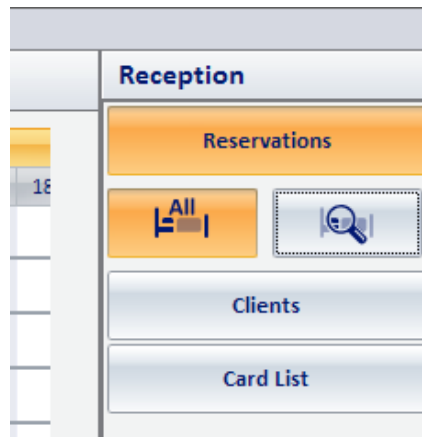 Reception
Reservations
18
All
Clients
Card List